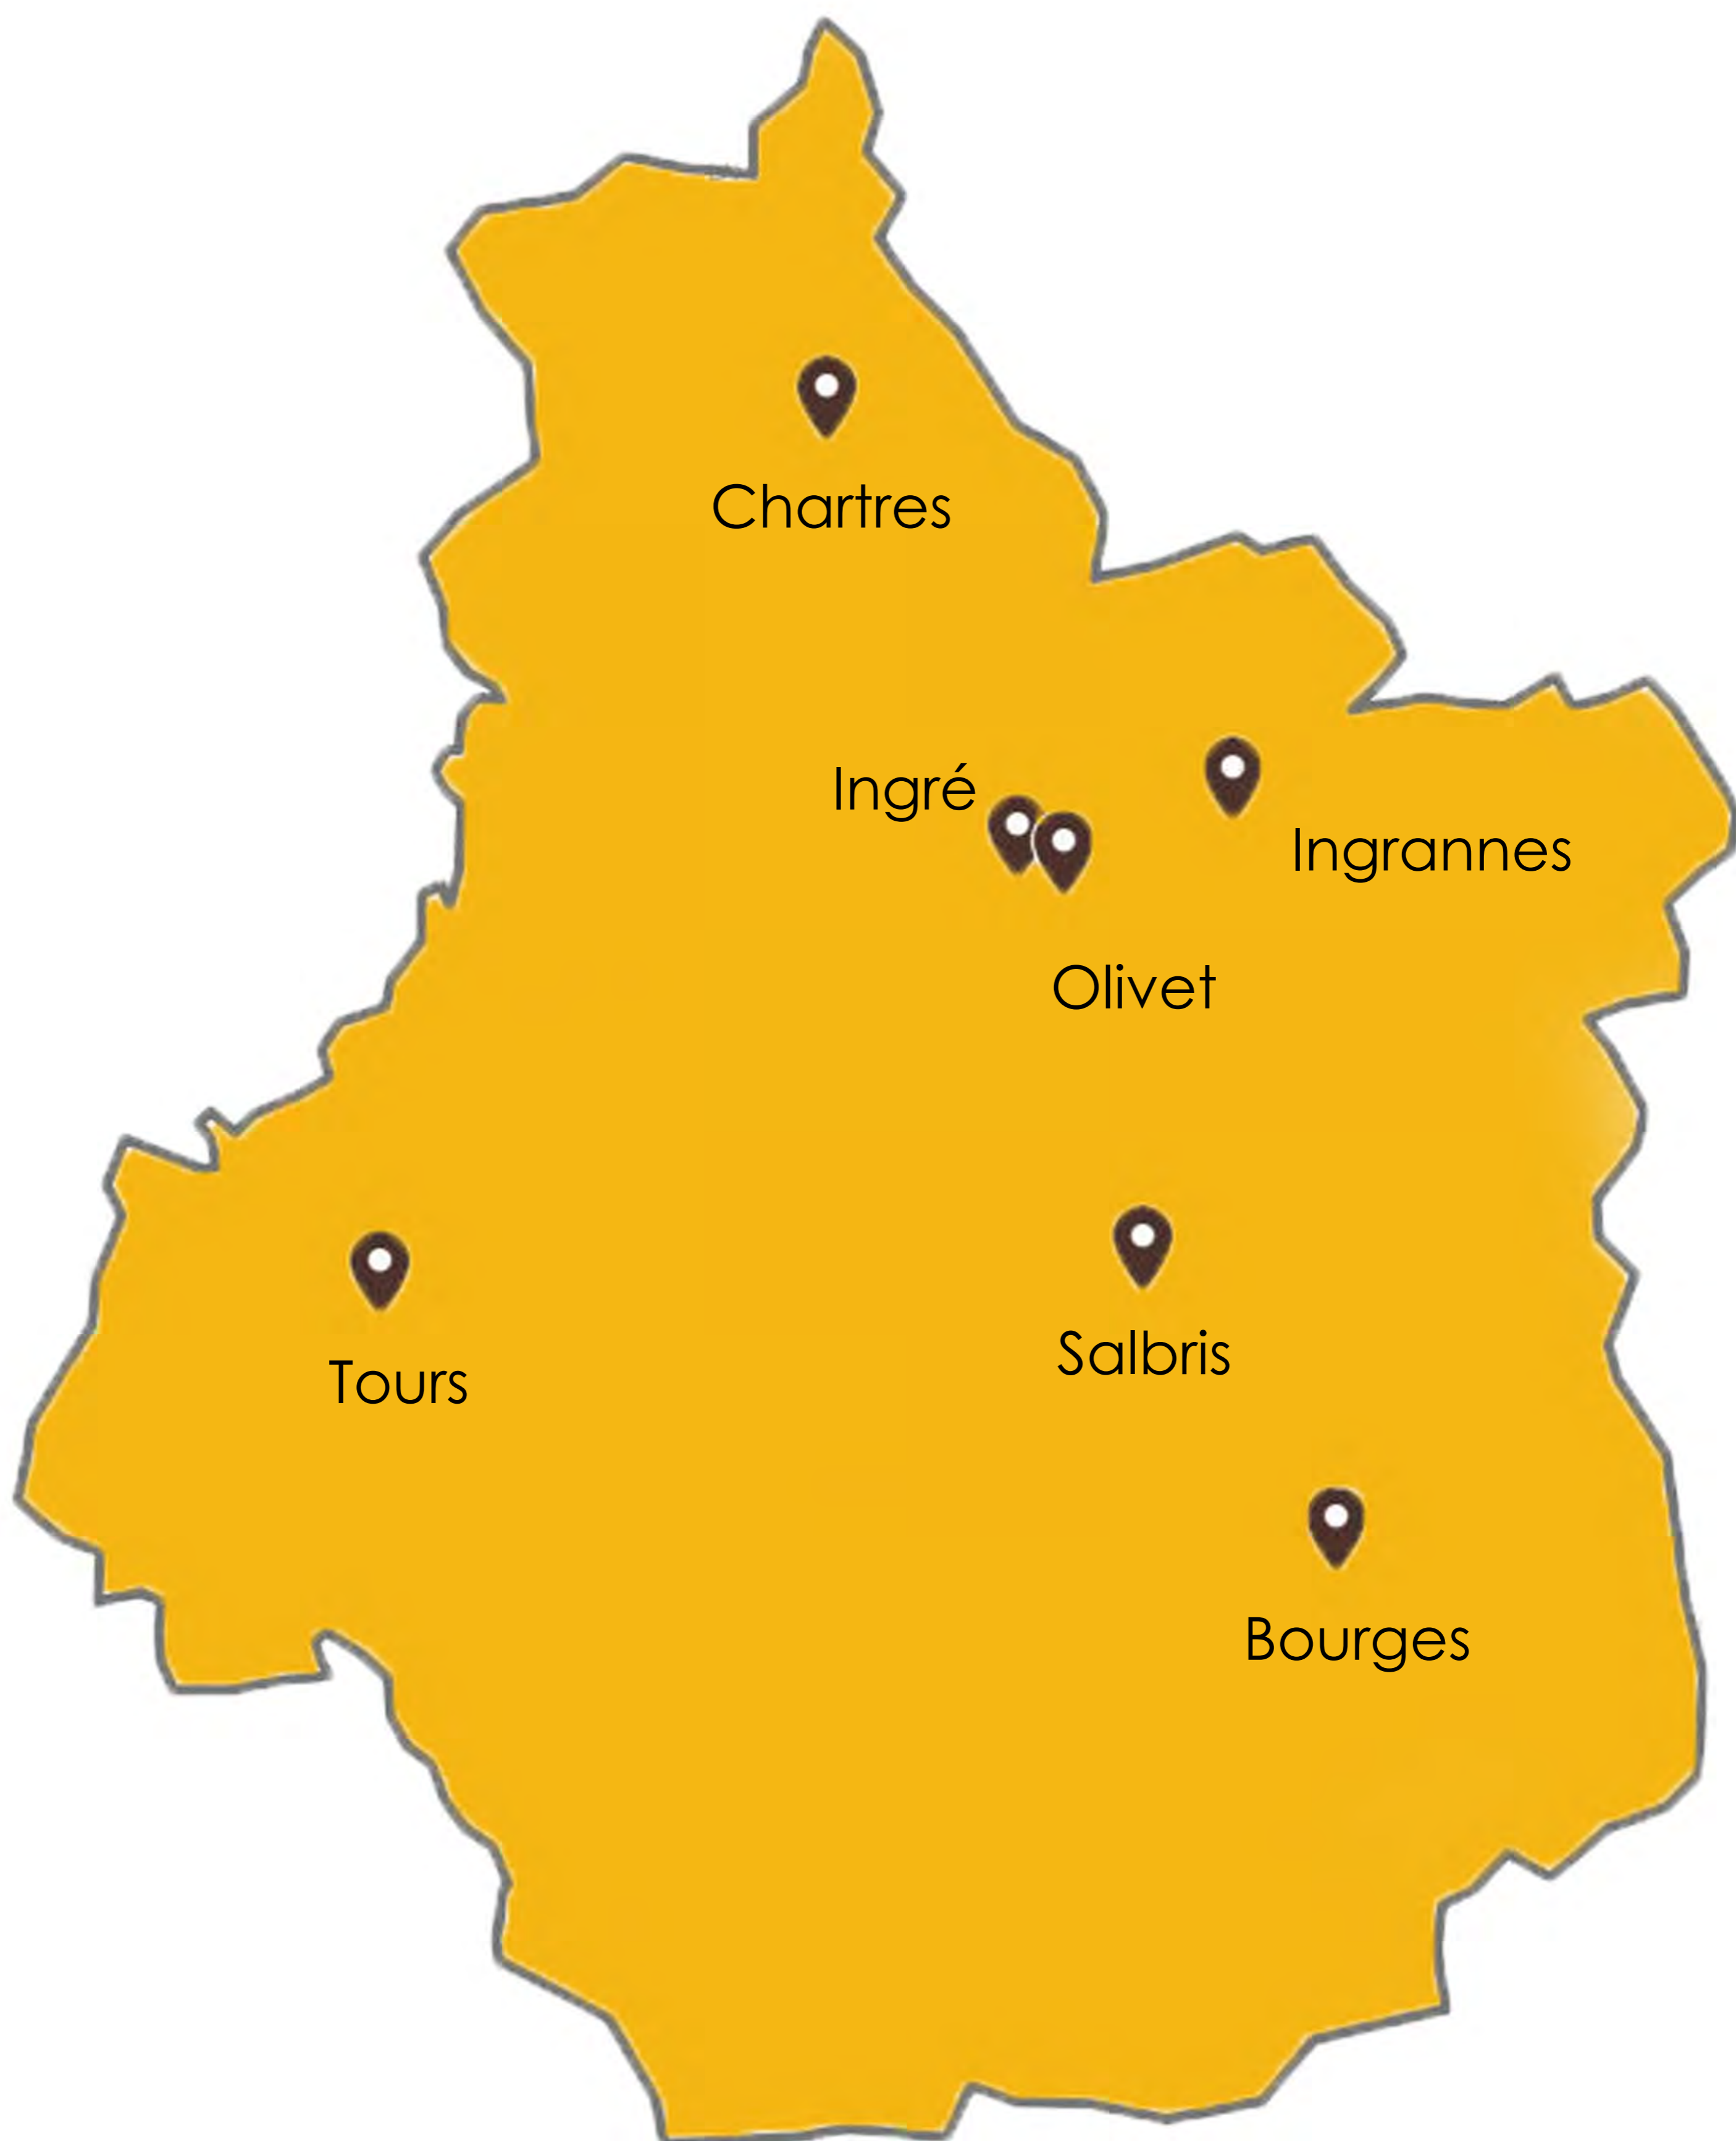 Chartres
Ingré
Ingrannes
Olivet
Salbris
Tours
Bourges